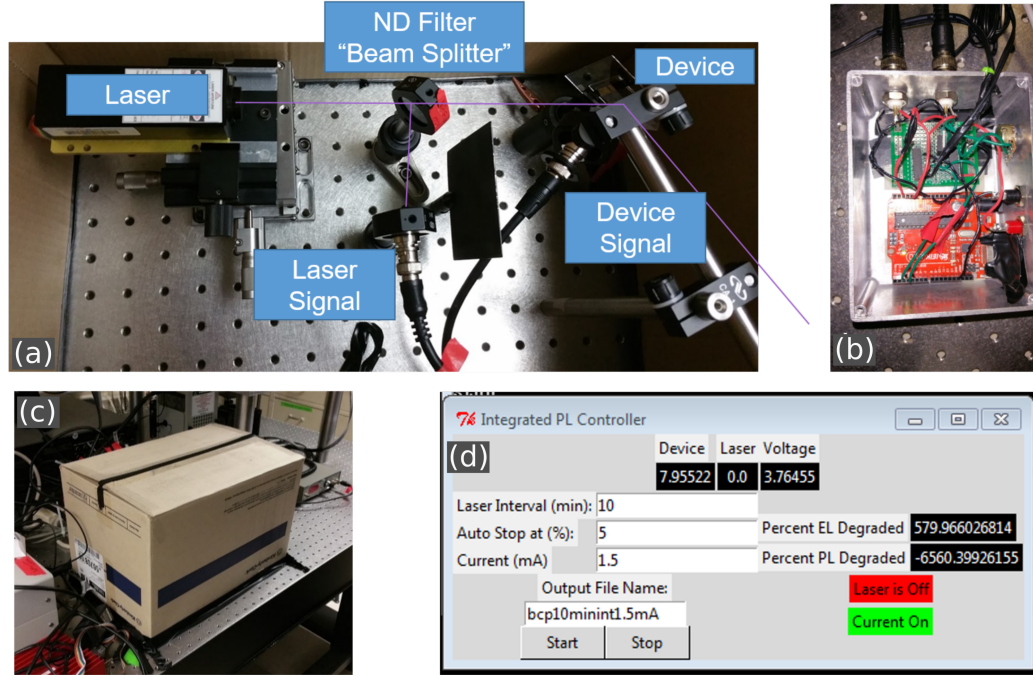 ND Filter
“Beam Splitter”
Laser
Device
Device
Signal
Laser
Signal
(a)
(b)
(c)
(d)
Integrated PL Controller
Device Laser Voltage
7.95522 0.0 3.76455
Laser Interval (min): 10
Auto Stop at (%): 5
Percent EL Degraded 579.966026814
Current (mA) 1.5
Percent PL Degraded -6560.39926155
Output File Name:
Laser is Off
bcp10minint1.5mA
Current On
Start Stop